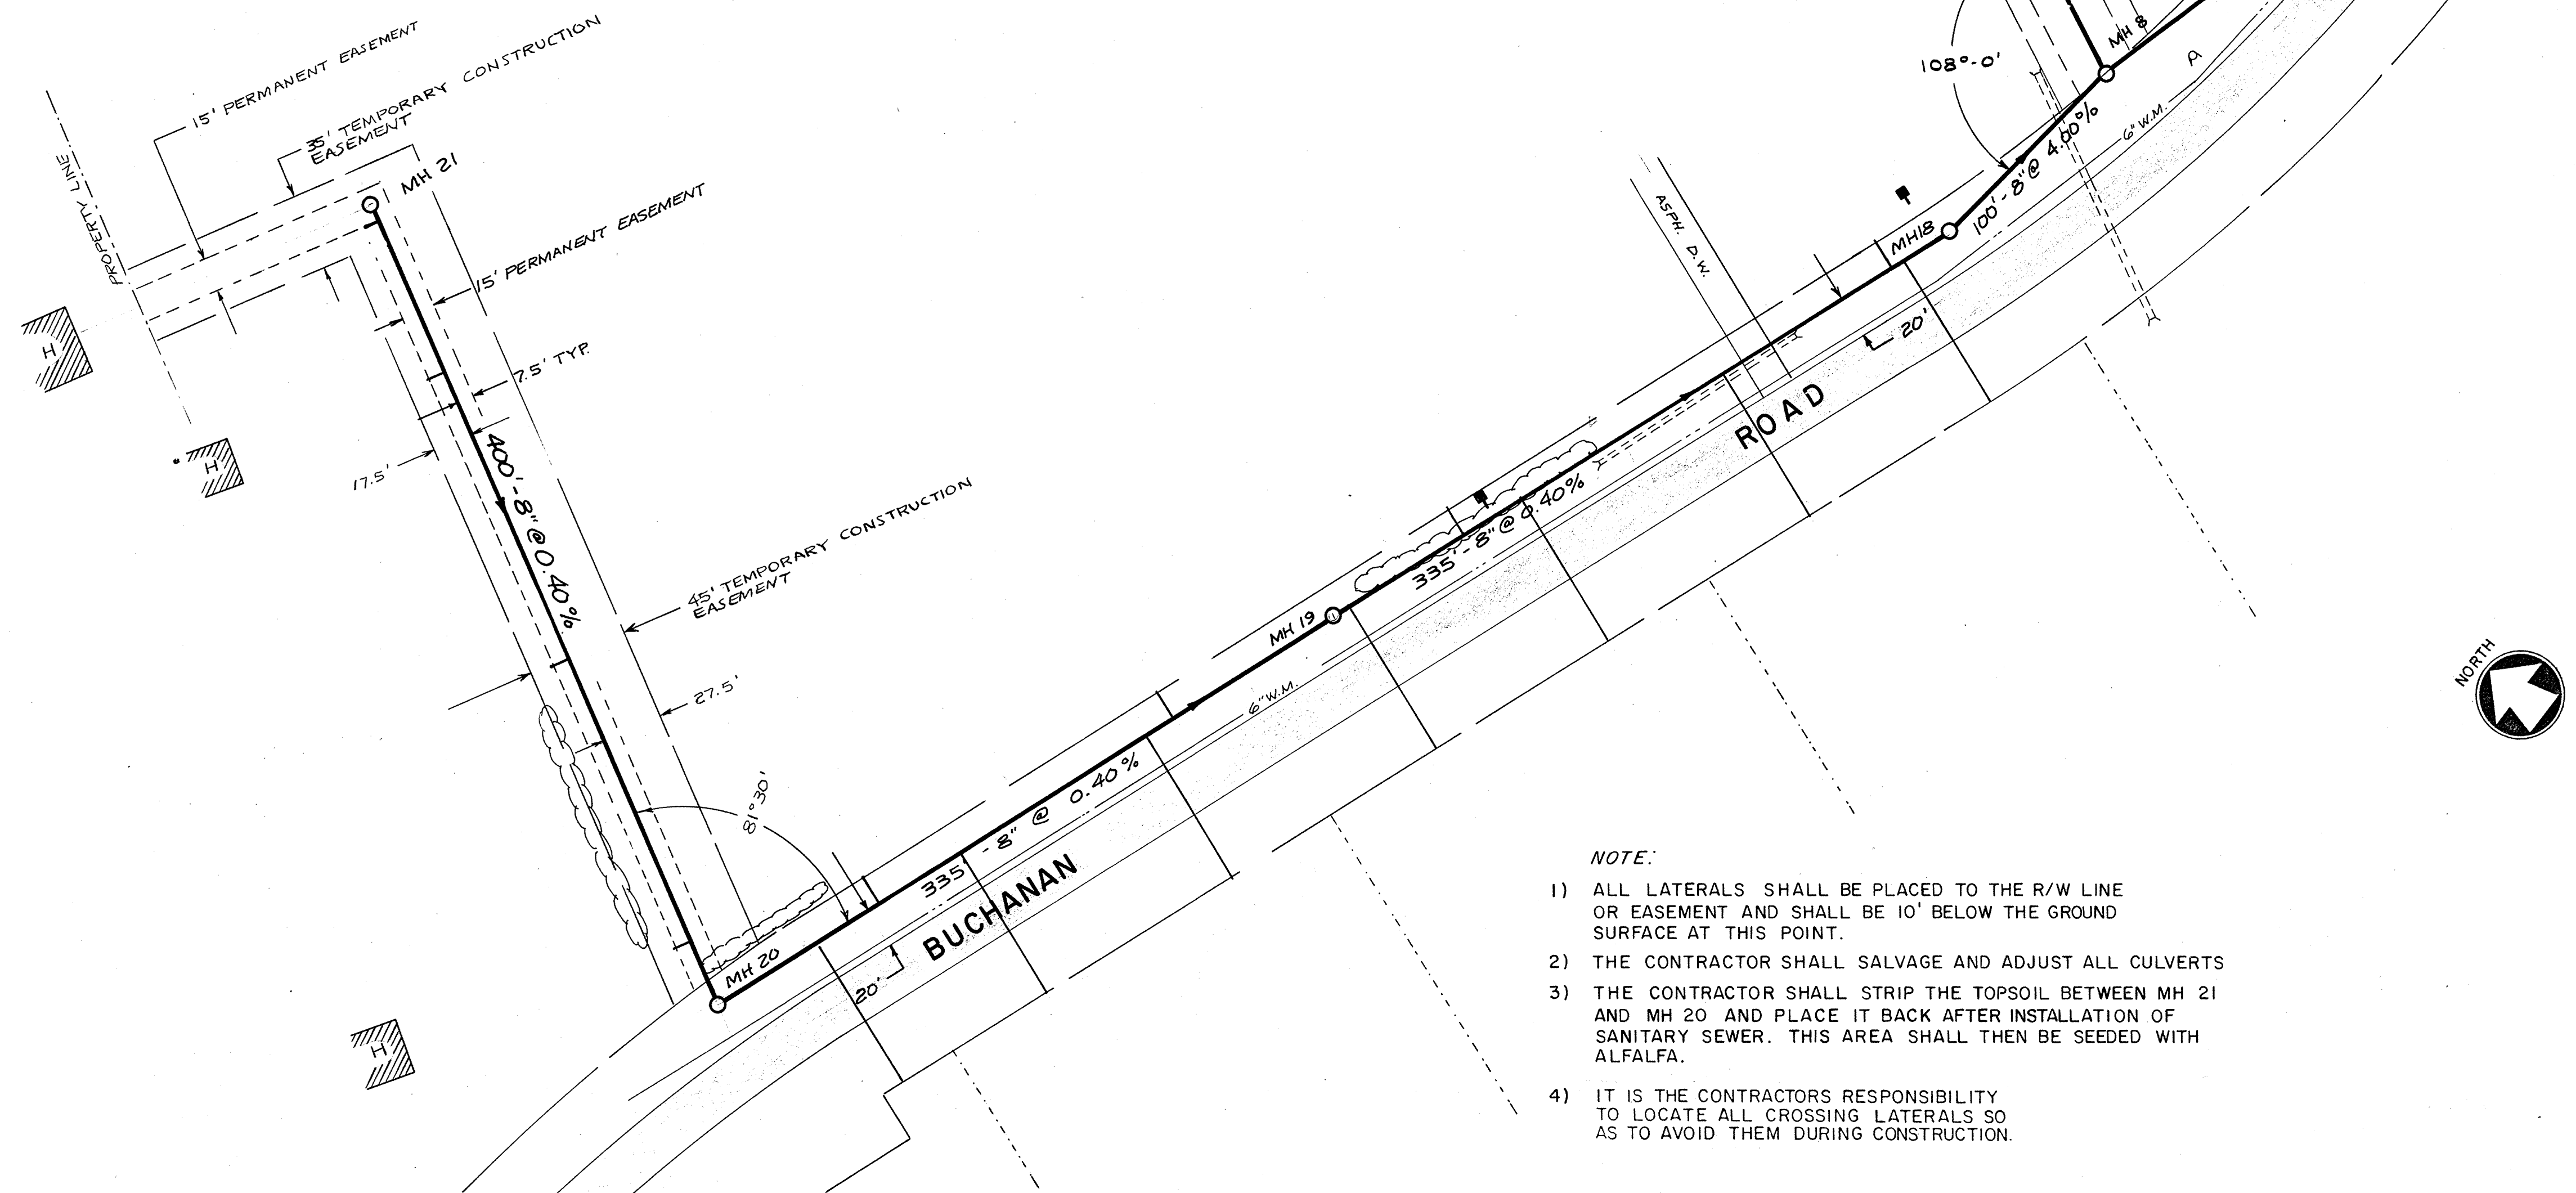 15' PERMANENT EASEMENT
35' TEMPORARY CONSTRUCTION
EASEMENT
PROPERTY LINE
MH 21
15' PERMANENT EASEMENT
7.5' TYP.
17.5'
400'-8"@0.40%
H
H
H
45' TEMPORARY CONSTRUCTION
EASEMENT
27.5'
81°30'
MH 20
335'-8" @ 0.40%
20'
BUCHANAN
6"W.M.
MH 19
335'-8"@ 0.40%
ROAD
ASPH. D.W.
20'
MH18
100'-8"@ 4.00%
108°-0'
MH 8
6"W.M.
A
NORTH
NOTE:
1) ALL LATERALS SHALL BE PLACED TO THE R/W LINE
OR EASEMENT AND SHALL BE 10' BELOW THE GROUND
SURFACE AT THIS POINT.
2) THE CONTRACTOR SHALL SALVAGE AND ADJUST ALL CULVERTS
3) THE CONTRACTOR SHALL STRIP THE TOPSOIL BETWEEN MH 21
AND MH 20 AND PLACE IT BACK AFTER INSTALLATION OF
SANITARY SEWER. THIS AREA SHALL THEN BE SEEDED WITH
ALFALFA.
4) IT IS THE CONTRACTORS RESPONSIBILITY
TO LOCATE ALL CROSSING LATERALS SO
AS TO AVOID THEM DURING CONSTRUCTION.